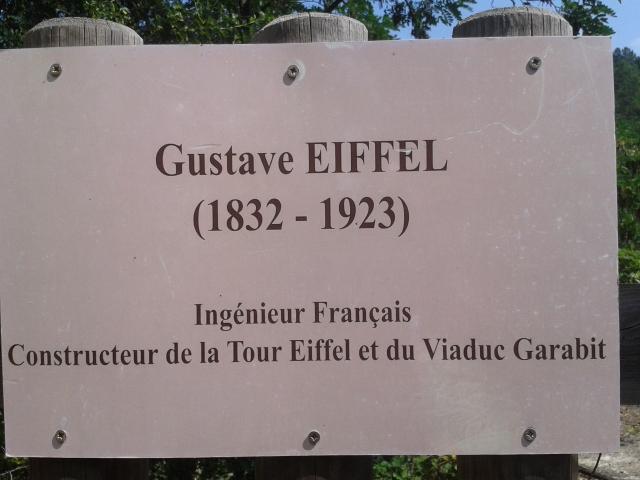 Gustave EIFFEL
(1832 - 1923)
Ingénieur Français
Constructeur de la Tour Eiffel et du Viaduc Garabit